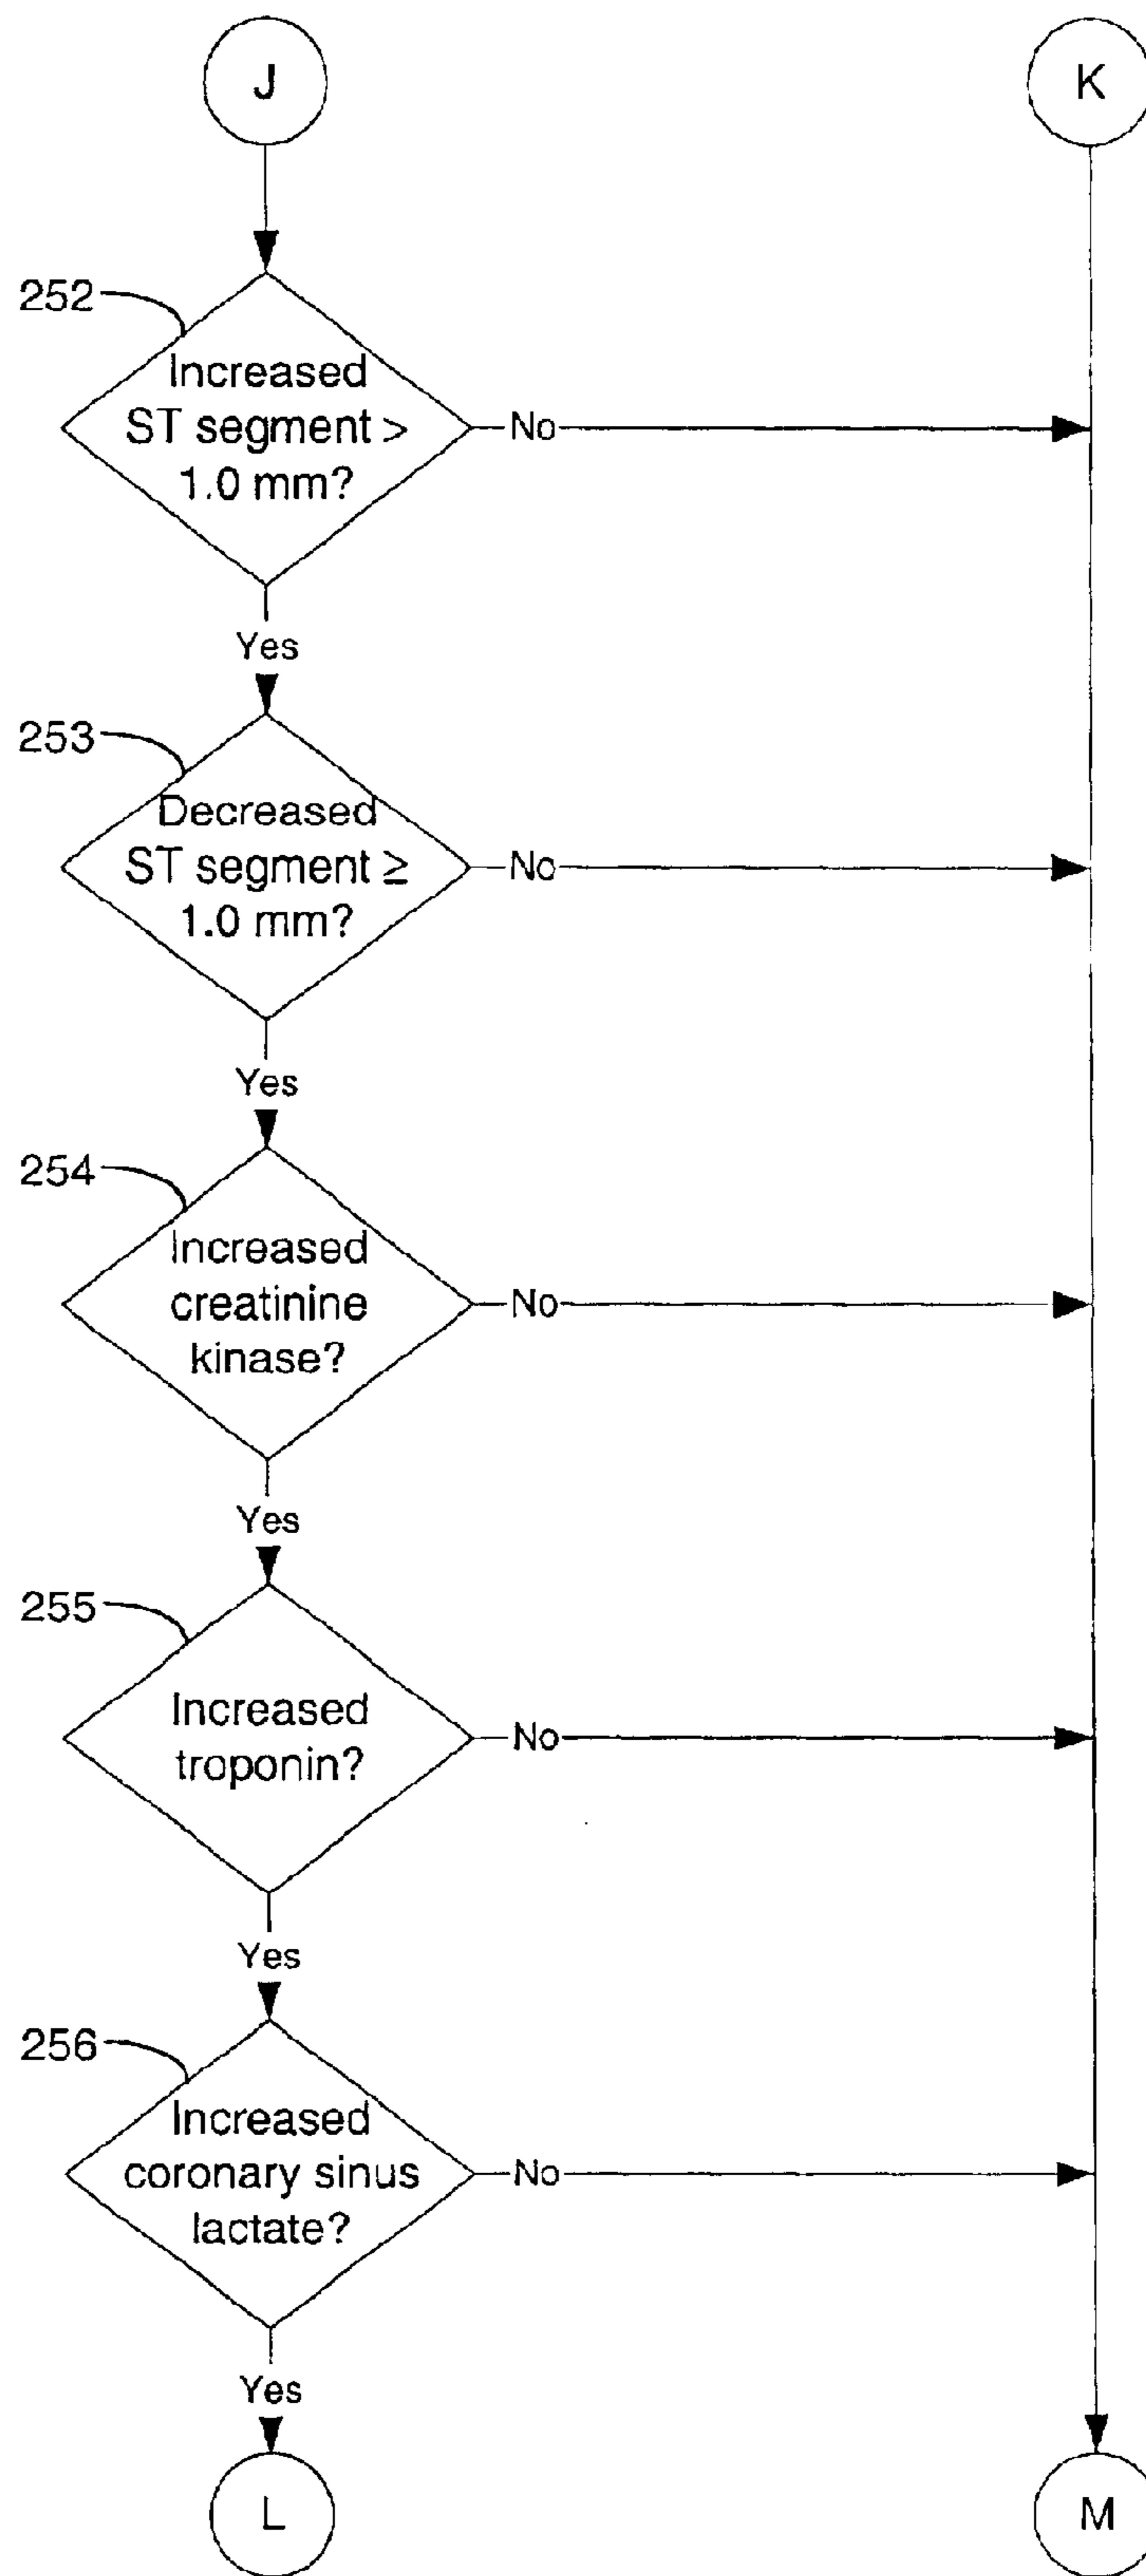 J
K
252
Increased
ST segment >
1.0 mm?
No
Yes
253
Decreased
ST segment ≥
1.0 mm?
No
Yes
254
Increased
creatinine
kinase?
No
Yes
255
Increased
troponin?
No
Yes
256
Increased
coronary sinus
lactate?
No
Yes
L
M